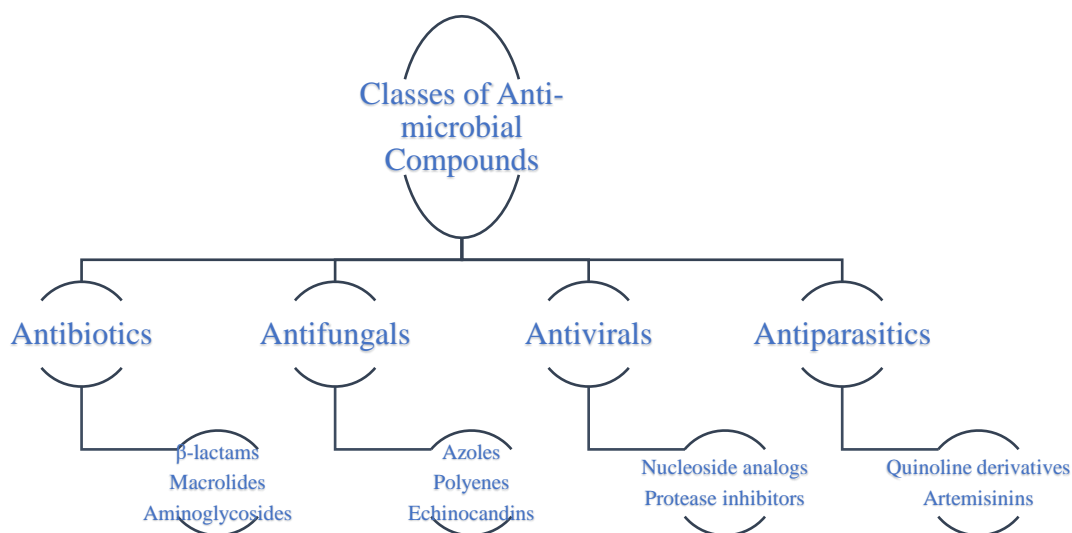 Classes of Anti-
microbial
Compounds
Antibiotics
Antifungals
Antivirals
Antiparasitics
β-lactams
Macrolides
Aminoglycosides
Azoles
Polyenes
Echinocandins
Nucleoside analogs
Protease inhibitors
Quinoline derivatives
Artemisinins